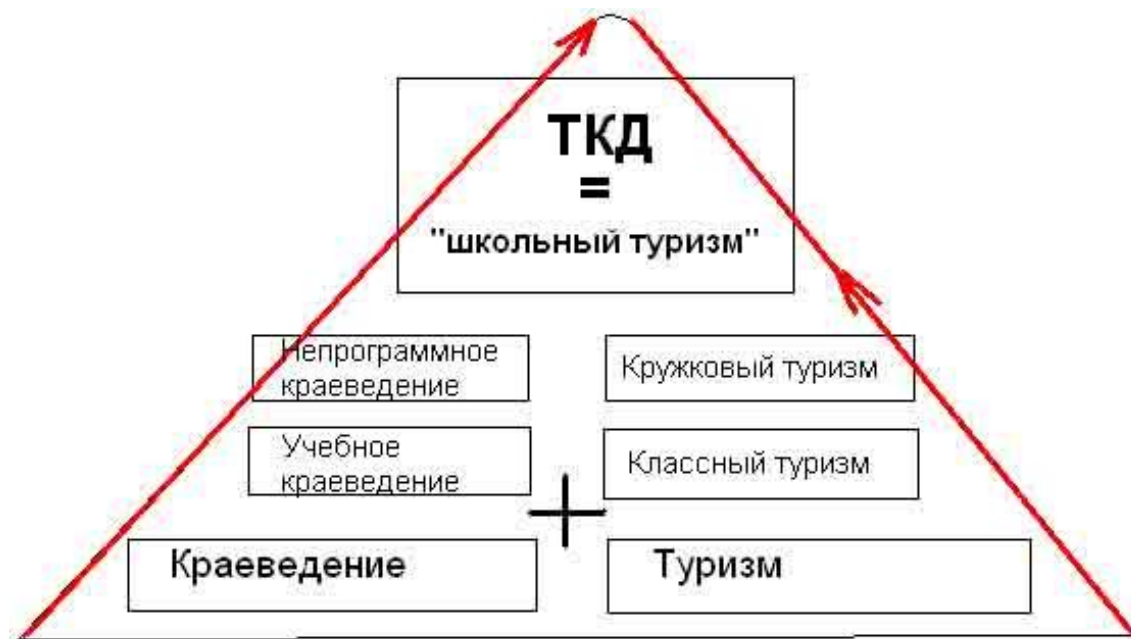 ТКД
=
"школьный туризм"
Непрограммное
краеведение
Кружковый туризм
Учебное
краеведение
Классный туризм
+
Краеведение
Туризм